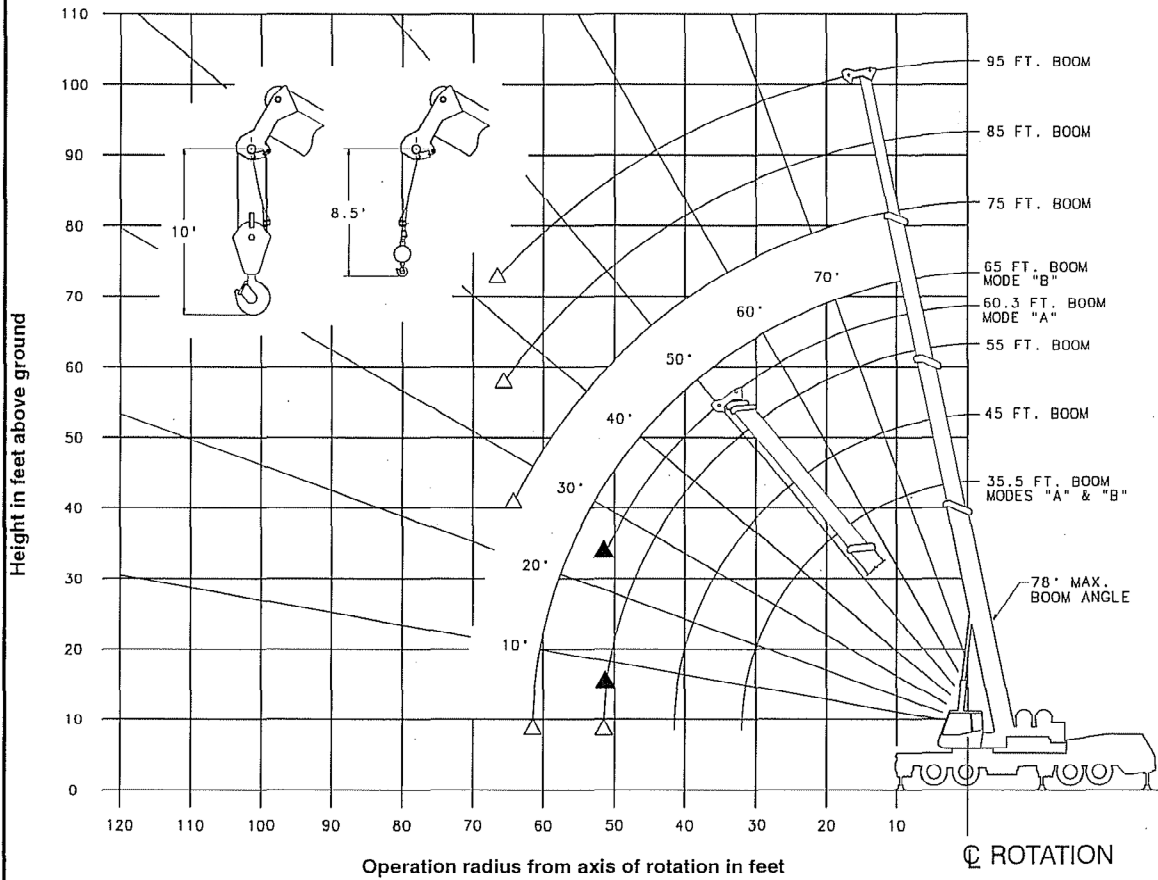 110
100
90
80
70
60
50
40
30
20
10
0
Height in feet above ground
10'
8.5'
95 FT. BOOM
85 FT. BOOM
75 FT. BOOM
65 FT. BOOM
MODE "B"
60.3 FT. BOOM
MODE "A"
55 FT. BOOM
45 FT. BOOM
35.5 FT. BOOM
MODES "A" & "B"
78° MAX.
BOOM ANGLE
70°
60°
50°
40°
30°
20°
10°
120 110 100 90 80 70 60 50 40 30 20 10
℄ ROTATION
Operation radius from axis of rotation in feet